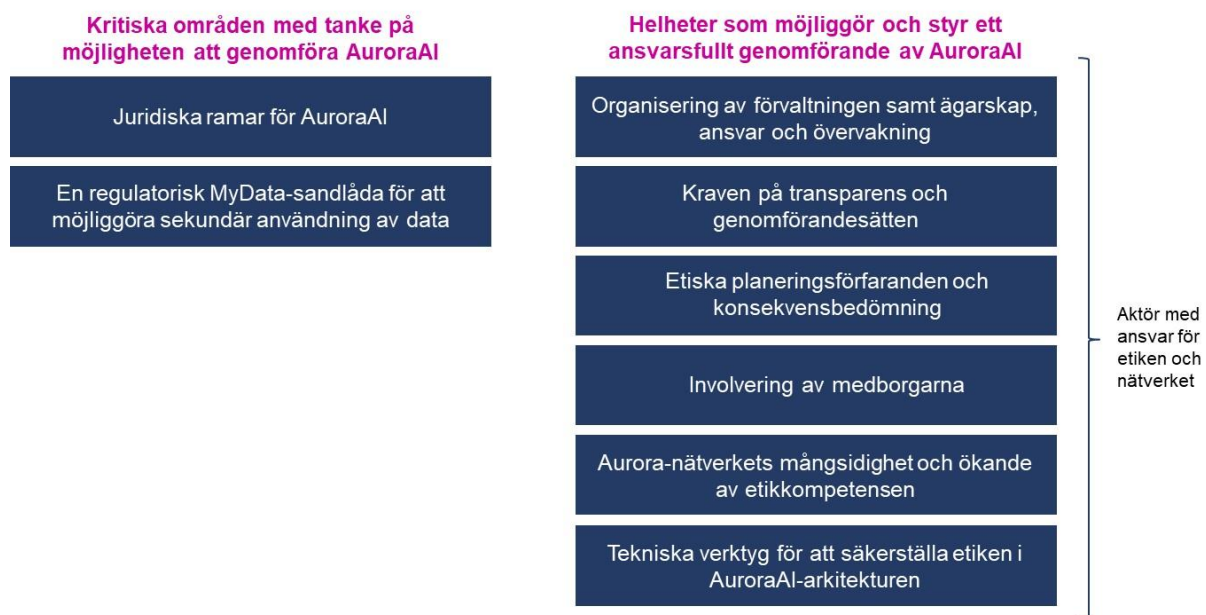 Kritiska områden med tanke på
möjligheten att genomföra AuroraAI
Juridiska ramar för AuroraAI
En regulatorisk MyData-sandlåda för att
möjliggöra sekundär användning av data
Helheter som möjliggör och styr ett
ansvarsfullt genomförande av AuroraAI
Organisering av förvaltningen samt ägarskap,
ansvar och övervakning
Kraven på transparens och
genomförandesätten
Etiska planeringsförfaranden och
konsekvensbedömning
Involvering av medborgarna
Aurora-nätverkets mångsidighet och ökande
av etikkompetensen
Tekniska verktyg för att säkerställa etiken i
AuroraAI-arkitekturen
Aktör med
ansvar för
etiken och
nätverket